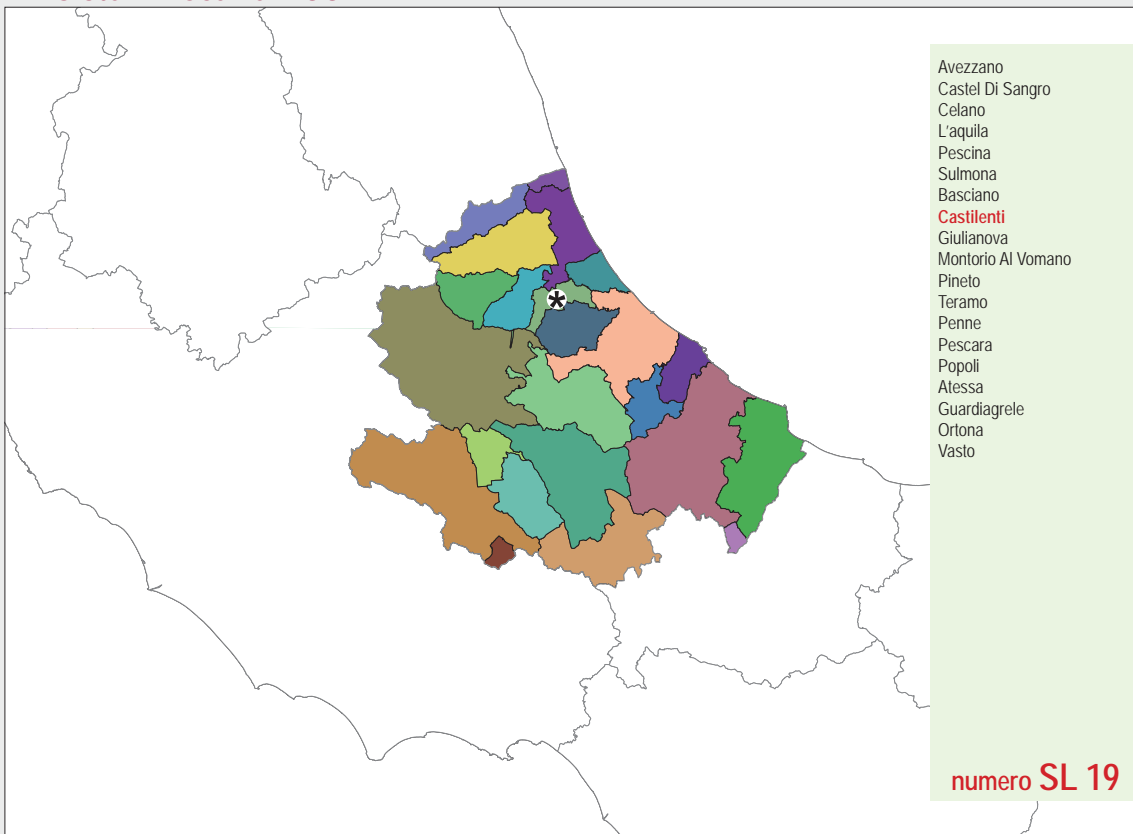 Avezzano
Castel Di Sangro
Celano
L'aquila
Pescina
Sulmona
Basciano
Castilenti
Giulianova
Montorio Al Vomano
Pineto
Teramo
Penne
Pescara
Popoli
Atessa
Guardiagrele
Ortona
Vasto
*
numero SL 19